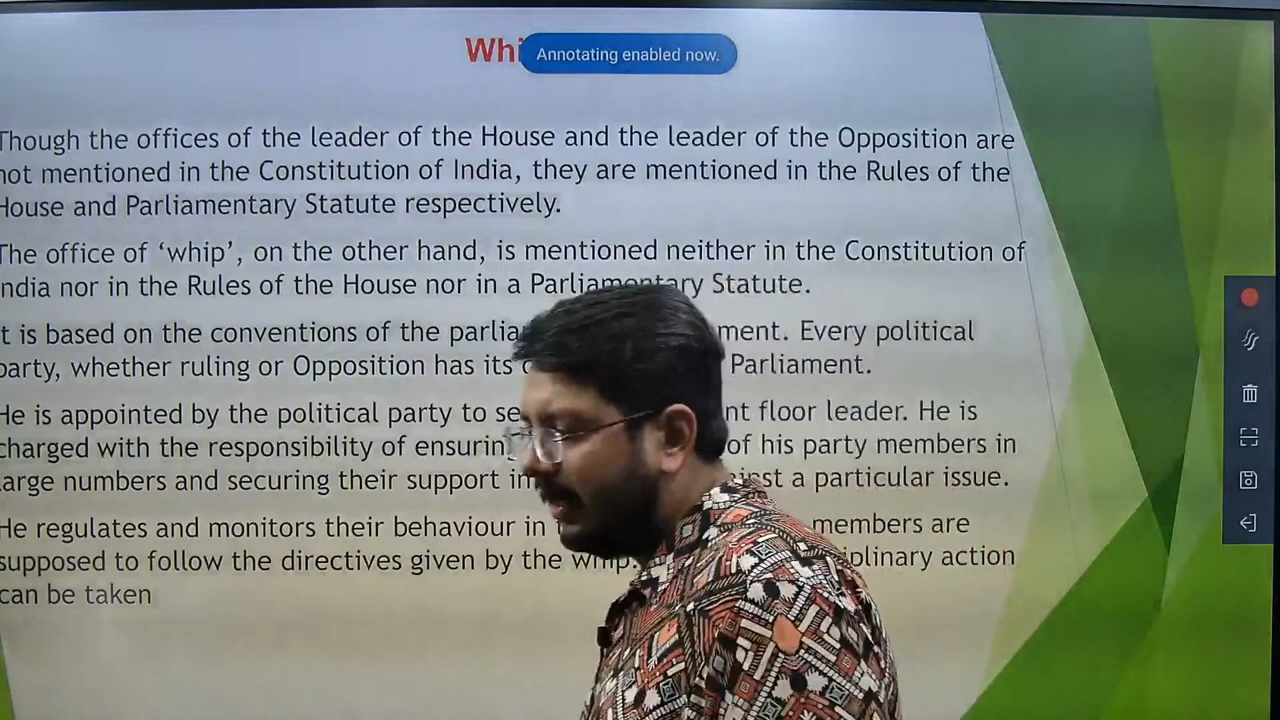 Whi
Annotating enabled now.
Though the offices of the leader of the House and the leader of the Opposition are
not mentioned in the Constitution of India, they are mentioned in the Rules of the
House and Parliamentary Statute respectively.
The office of ‘whip’, on the other hand, is mentioned neither in the Constitution of
India nor in the Rules of the House nor in a Parliamentary Statute.
It is based on the conventions of the parlia ment. Every political
party, whether ruling or Opposition has its Parliament.
He is appointed by the political party to se nt floor leader. He is
charged with the responsibility of ensurin of his party members in
large numbers and securing their support in st a particular issue.
He regulates and monitors their behaviour in members are
supposed to follow the directives given by the whip. plinary action
can be taken